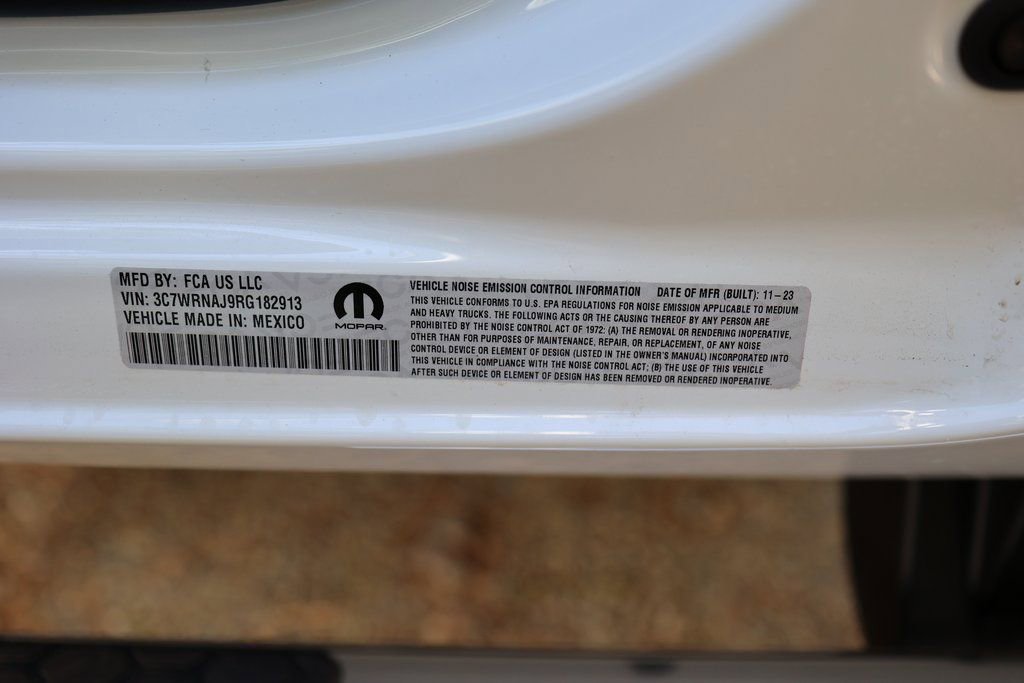 MFD BY: FCA US LLC
VIN: 3C7WRNAJ9RG182913
VEHICLE MADE IN: MEXICO
MOPAR.
VEHICLE NOISE EMISSION CONTROL INFORMATION DATE OF MFR (BUILT): 11-23
THIS VEHICLE CONFORMS TO U.S. EPA REGULATIONS FOR NOISE EMISSION APPLICABLE TO MEDIUM
AND HEAVY TRUCKS. THE FOLLOWING ACTS OR THE CAUSING THEREOF BY ANY PERSON ARE
PROHIBITED BY THE NOISE CONTROL ACT OF 1972: (A) THE REMOVAL OR RENDERING INOPERATIVE,
OTHER THAN FOR PURPOSES OF MAINTENANCE, REPAIR, OR REPLACEMENT, OF ANY NOISE
CONTROL DEVICE OR ELEMENT OF DESIGN (LISTED IN THE OWNER'S MANUAL) INCORPORATED INTO
THIS VEHICLE IN COMPLIANCE WITH THE NOISE CONTROL ACT; (B) THE USE OF THIS VEHICLE
AFTER SUCH DEVICE OR ELEMENT OF DESIGN HAS BEEN REMOVED OR RENDERED INOPERATIVE.